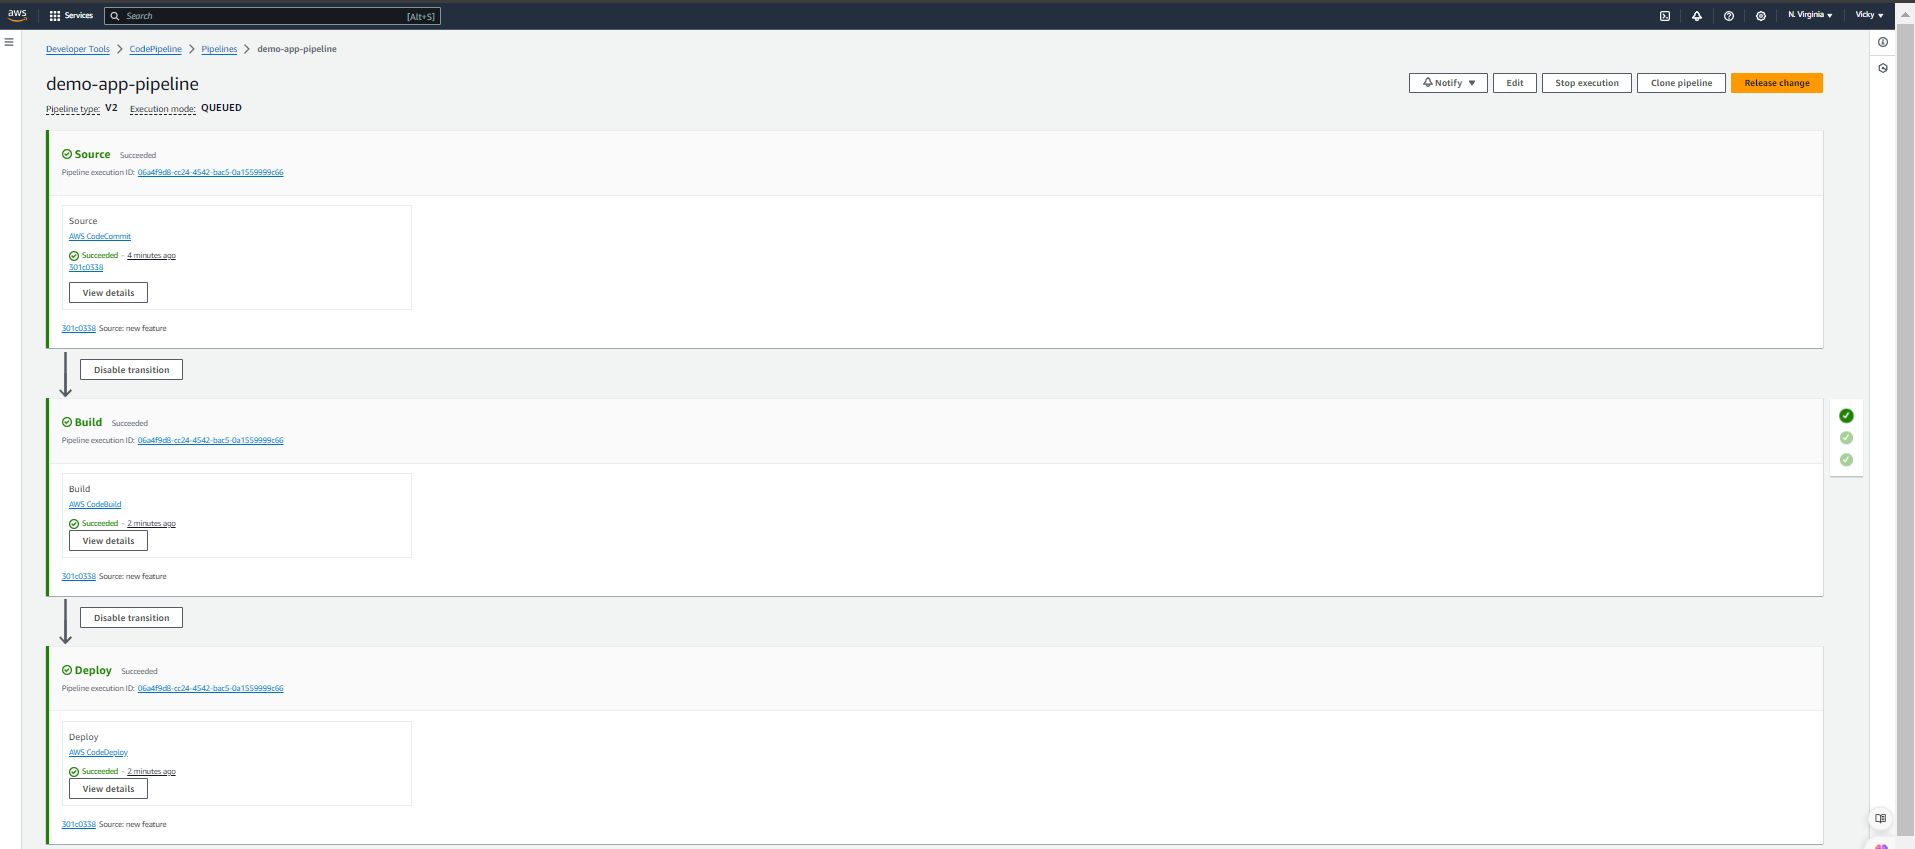 aws Services Search [Alt+S] N. Virginia Vicky
Developer Tools CodePipeline Pipelines demo-app-pipeline
demo-app-pipeline
Notify Edit Stop execution Clone pipeline Release change
Pipeline type: V2 Execution mode: QUEUED
Source Succeeded
Pipeline execution ID: 06a4f9d8-cc24-4542-bac5-0a1559999c66
Source
AWS CodeCommit
Succeeded - 4 minutes ago
301c0338
View details
301c0338 Source: new feature
Disable transition
Build Succeeded
Pipeline execution ID: 06a4f9d8-cc24-4542-bac5-0a1559999c66
Build
AWS CodeBuild
Succeeded - 2 minutes ago
View details
301c0338 Source: new feature
Disable transition
Deploy Succeeded
Pipeline execution ID: 06a4f9d8-cc24-4542-bac5-0a1559999c66
Deploy
AWS CodeDeploy
Succeeded - 2 minutes ago
View details
301c0338 Source: new feature